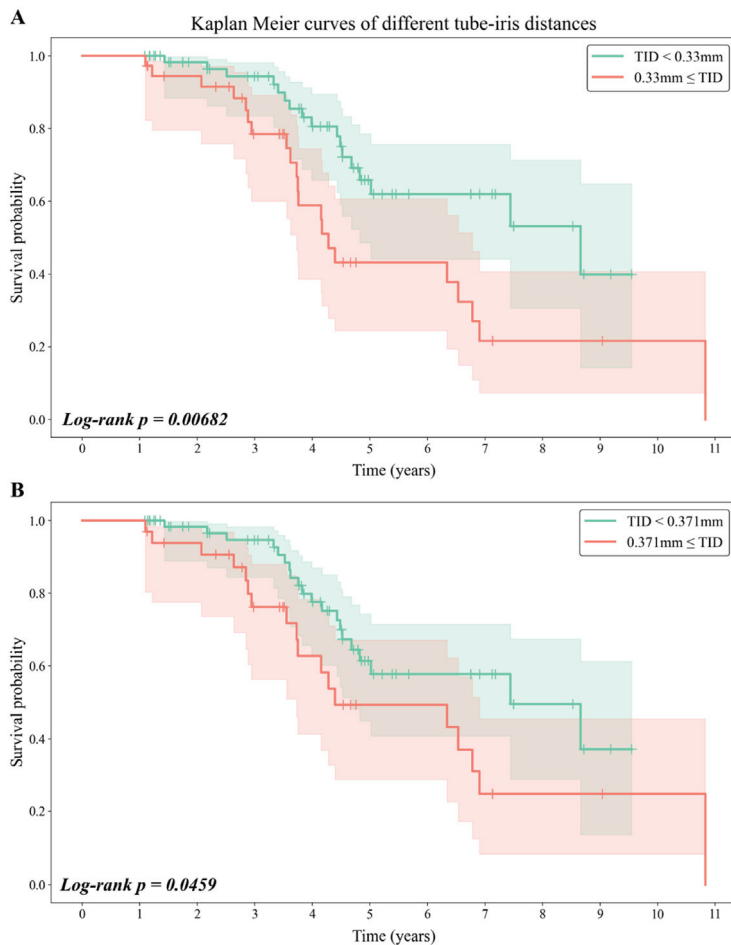 A
Kaplan Meier curves of different tube-iris distances
TID < 0.33mm
0.33mm ≤ TID
Survival probability
1.0
0.8
0.6
0.4
0.2
0.0
Log-rank p = 0.00682
0 1 2 3 4 5 6 7 8 9 10 11
Time (years)
B
TID < 0.371mm
0.371mm ≤ TID
Survival probability
1.0
0.8
0.6
0.4
0.2
0.0
Log-rank p = 0.0459
0 1 2 3 4 5 6 7 8 9 10 11
Time (years)